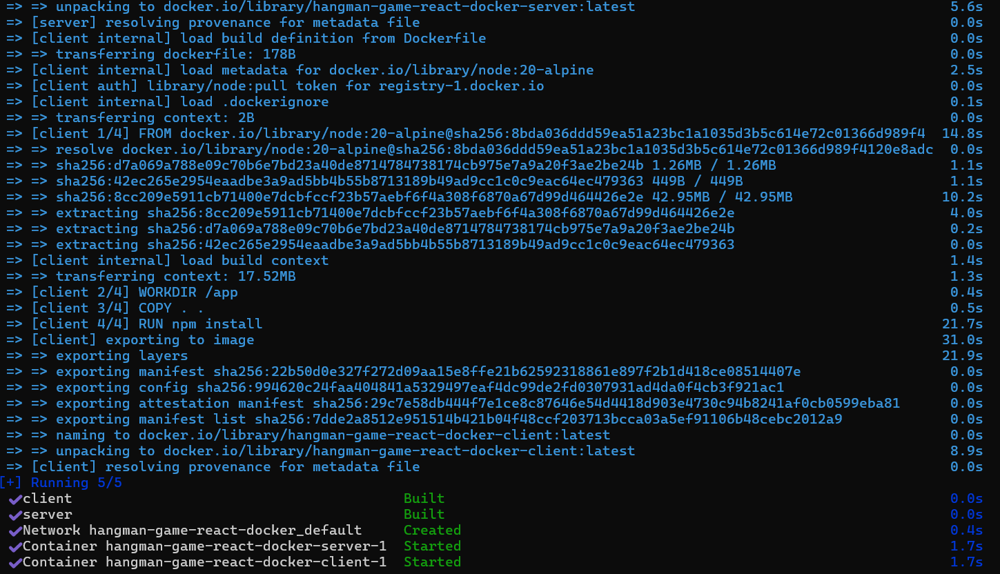 => => unpacking to docker.io/library/hangman-game-react-docker-server:latest 5.6s
=> [server] resolving provenance for metadata file 0.0s
=> [client internal] load build definition from Dockerfile 0.0s
=> => transferring dockerfile: 178B 0.0s
=> [client internal] load metadata for docker.io/library/node:20-alpine 2.5s
=> [client auth] library/node:pull token for registry-1.docker.io 0.0s
=> [client internal] load .dockerignore 0.1s
=> => transferring context: 2B 0.0s
=> [client 1/4] FROM docker.io/library/node:20-alpine@sha256:8bda036ddd59ea51a23bc1a1035d3b5c614e72c01366d989f4 14.8s
=> => resolve docker.io/library/node:20-alpine@sha256:8bda036ddd59ea51a23bc1a1035d3b5c614e72c01366d989f4120e8adc 0.0s
=> => sha256:d7a069a788e09c70b6e7bd23a40de8714784738174cb975e7a9a20f3ae2be24b 1.26MB / 1.26MB 1.1s
=> => sha256:42ec265e2954eaadbe3a9ad5bb4b55b8713189b49ad9cc1c0c9eac64ec479363 449B / 449B 1.1s
=> => sha256:8cc209e5911cb71400e7dcbfccf23b57aebf6f4a308f6870a67d99d464426e2e 42.95MB / 42.95MB 10.2s
=> => extracting sha256:8cc209e5911cb71400e7dcbfccf23b57aebf6f4a308f6870a67d99d464426e2e 4.0s
=> => extracting sha256:d7a069a788e09c70b6e7bd23a40de8714784738174cb975e7a9a20f3ae2be24b 0.2s
=> => extracting sha256:42ec265e2954eaadbe3a9ad5bb4b55b8713189b49ad9cc1c0c9eac64ec479363 0.0s
=> [client internal] load build context 1.4s
=> => transferring context: 17.52MB 1.3s
=> [client 2/4] WORKDIR /app 0.4s
=> [client 3/4] COPY . . 0.5s
=> [client 4/4] RUN npm install 21.7s
=> [client] exporting to image 31.0s
=> => exporting layers 21.9s
=> => exporting manifest sha256:22b50d0e327f272d09aa15e8ffe21b62592318861e897f2b1d418ce08514407e 0.0s
=> => exporting config sha256:994620c24faa404841a5329497eaf4dc99de2fd0307931ad4da0f4cb3f921ac1 0.0s
=> => exporting attestation manifest sha256:29c7e58db444f7e1ce8c87646e54d4418d903e4730c94b8241af0cb0599eba81 0.0s
=> => exporting manifest list sha256:7dde2a8512e951514b421b04f48ccf203713bcca03a5ef91106b48cebc2012a9 0.0s
=> => naming to docker.io/library/hangman-game-react-docker-client:latest 0.0s
=> => unpacking to docker.io/library/hangman-game-react-docker-client:latest 8.9s
=> [client] resolving provenance for metadata file 0.0s
[+] Running 5/5
✔client Built 0.0s
✔server Built 0.0s
✔Network hangman-game-react-docker_default Created 0.4s
✔Container hangman-game-react-docker-server-1 Started 1.7s
✔Container hangman-game-react-docker-client-1 Started 1.7s